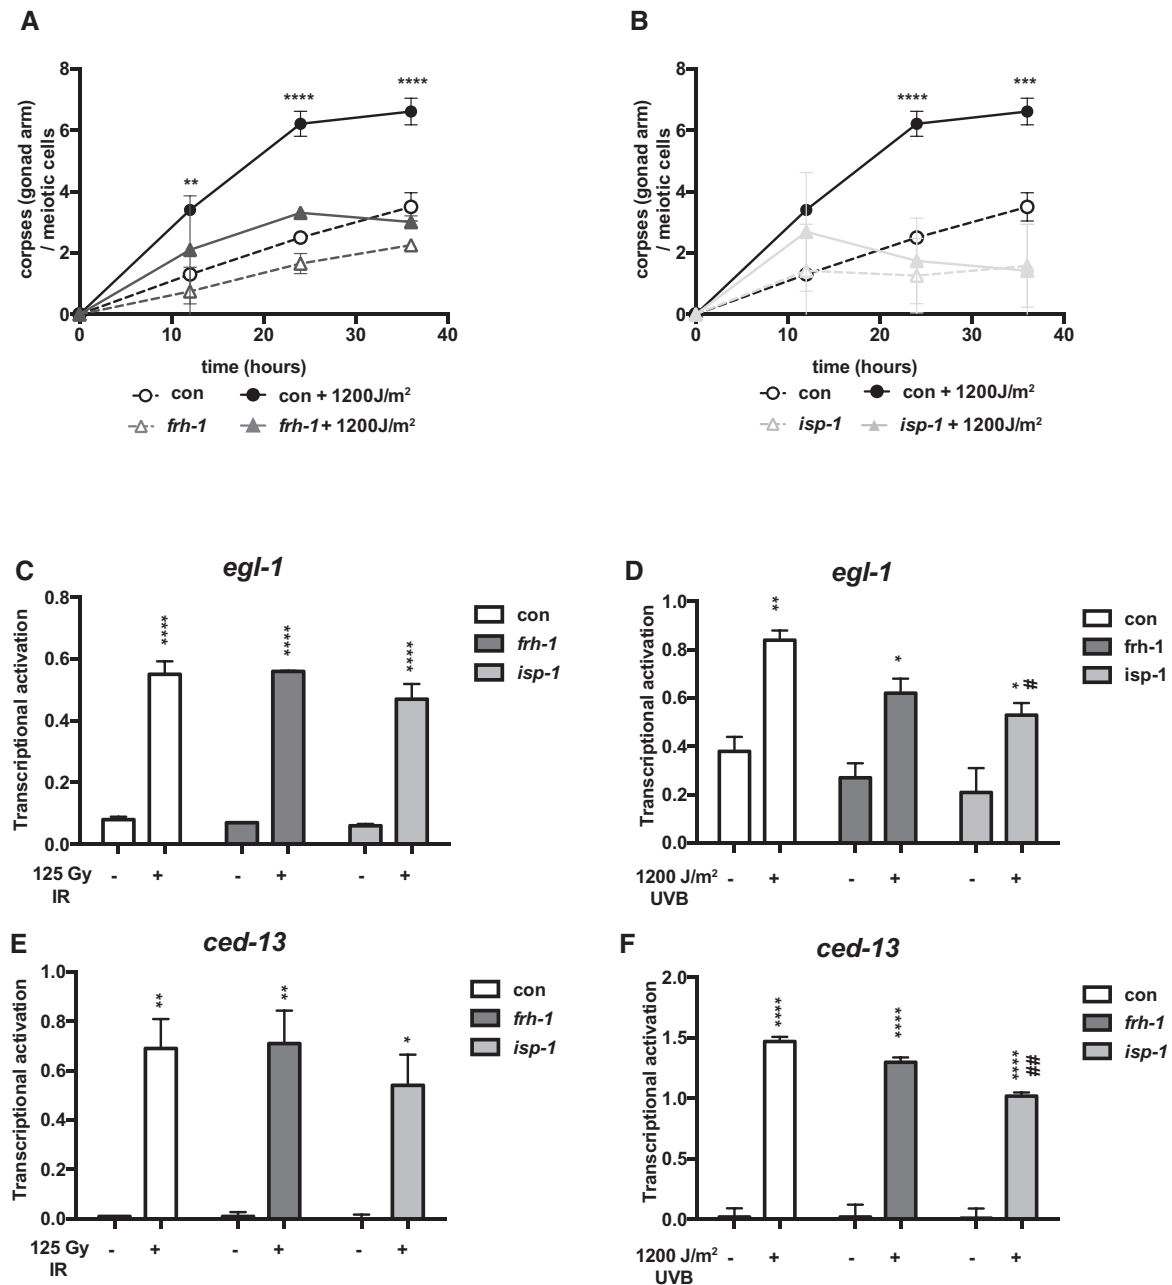 A
corpses (gonad arm)
/ meiotic cells
8
6
4
2
0
**
****
****
0 10 20 30 40
time (hours)
con con + 1200J/m²
frh-1 frh-1 + 1200J/m²
B
corpses (gonad arm)
/ meiotic cells
8
6
4
2
0
****
***
0 10 20 30 40
time (hours)
con con + 1200J/m²
isp-1 isp-1 + 1200J/m²
C
egl-1
Transcriptional activation
0.8
0.6
0.4
0.2
0.0
****
****
****
con
frh-1
isp-1
125 Gy - + - + - +
IR
D
egl-1
Transcriptional activation
1.0
0.8
0.6
0.4
0.2
0.0
**
*
* #
con
frh-1
isp-1
1200 J/m² - + - + - +
UVB
E
ced-13
Transcriptional activation
1.0
0.8
0.6
0.4
0.2
0.0
**
**
*
con
frh-1
isp-1
125 Gy - + - + - +
IR
F
ced-13
Transcriptional activation
2.0
1.5
1.0
0.5
0.0
****
****
****
##
con
frh-1
isp-1
1200 J/m² - + - + - +
UVB